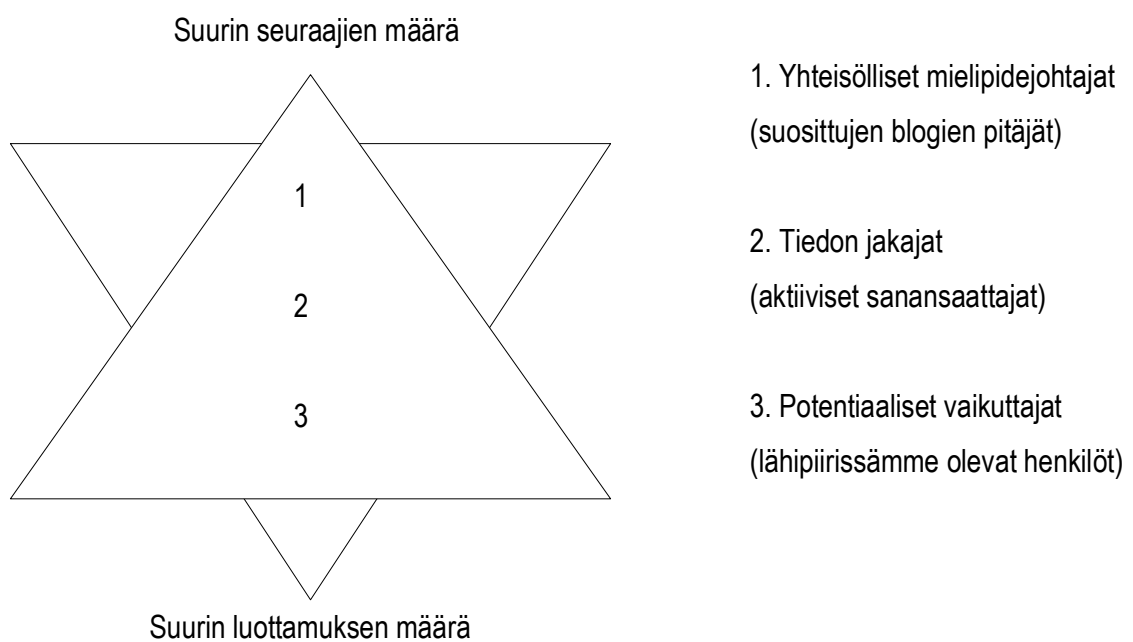 Suurin seuraajien määrä
1
2
3
Suurin luottamuksen määrä
1. Yhteisölliset mielipidejohtajat
(suosittujen blogien pitäjät)
2. Tiedon jakajat
(aktiiviset sanansaattajat)
3. Potentiaaliset vaikuttajat
(lähipiirissämme olevat henkilöt)